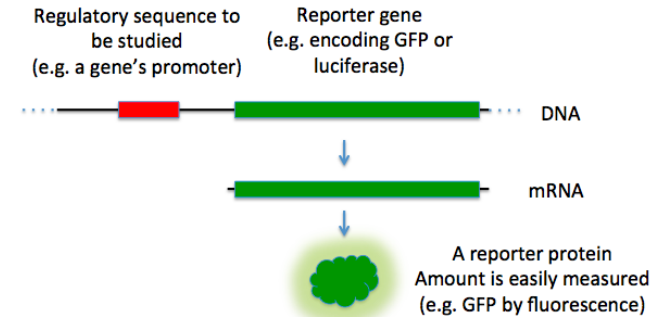 Regulatory sequence to
be studied
(e.g. a gene's promoter)
Reporter gene
(e.g. encoding GFP or
luciferase)
DNA
mRNA
A reporter protein
Amount is easily measured
(e.g. GFP by fluorescence)